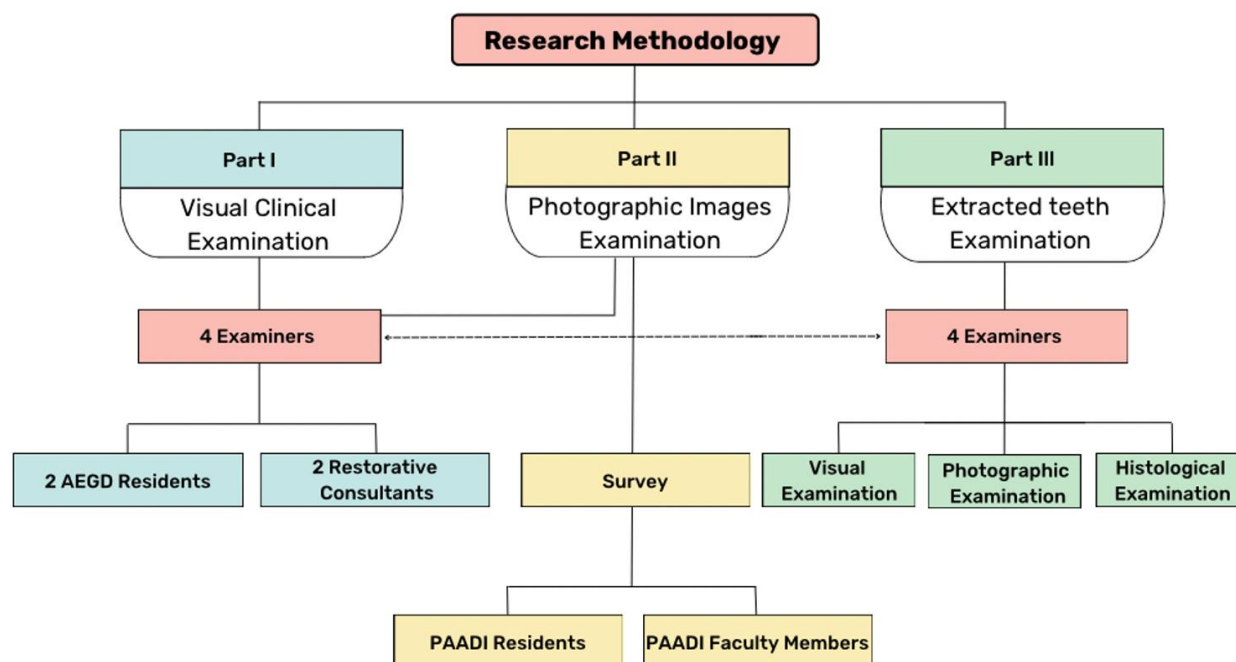 Research Methodology
Part I
Part II
Part III
Visual Clinical
Examination
Photographic Images
Examination
Extracted teeth
Examination
4 Examiners
4 Examiners
2 AEGD Residents
2 Restorative
Consultants
Survey
Visual
Examination
Photographic
Examination
Histological
Examination
PAADI Residents
PAADI Faculty Members